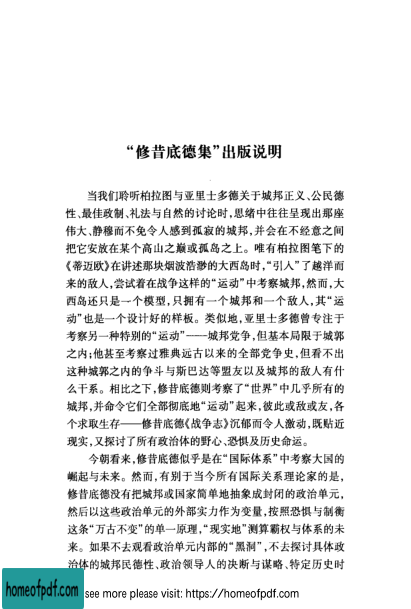 “修昔底德集”出版说明
当我们聆听柏拉图与亚里士多德关于城邦正义、公民德
性、最佳政制、礼法与自然的讨论时，思绪中往往呈现出那座
伟大、静穆而不免令人感到孤寂的城邦，并会在不经意之间
把它安放在某个高山之巅或孤岛之上。唯有柏拉图笔下的
《蒂迈欧》在讲述那块烟波浩渺的大西岛时，“引入”了越洋而
来的敌人，尝试着在战争这样的“运动”中考察城邦，然而，大
西岛还只是一个模型，只拥有一个城邦和一个敌人，其“运
动”也是一个设计好的样板。类似地，亚里士多德曾专注于
考察另一种特别的“运动”——城邦党争，但基本局限于城郭
之内；他甚至考察过雅典远古以来的全部党争史，但看不出
这种城郭之内的争斗与斯巴达等盟友以及城邦的敌人有什
么干系。相比之下，修昔底德则考察了“世界”中几乎所有的
城邦，并命令它们全部彻底地“运动”起来，彼此或敌或友，各
个求取生存——修昔底德《战争志》沉郁而令人激动，既贴近
现实，又探讨了所有政治体的野心、恐惧及历史命运。
今朝看来，修昔底德似乎是在“国际体系”中考察大国的
崛起与未来。然而，有别于当今所有国际关系理论家的是，
修昔底德没有把城邦或国家简单地抽象成封闭的政治单元，
然后以这些政治单元的外部实力作为变量，按照恐惧与制衡
这条“万古不变”的单一原理，“现实地”测算霸权与体系的未
来。如果不去观看政治单元内部的“黑洞”，不去探讨具体政
治体的城邦民德性、政治领导人的决断与谋略、特定历史时
homeofpdf.com
see more please visit: https://homeofpdf.com
homeofpdf.com